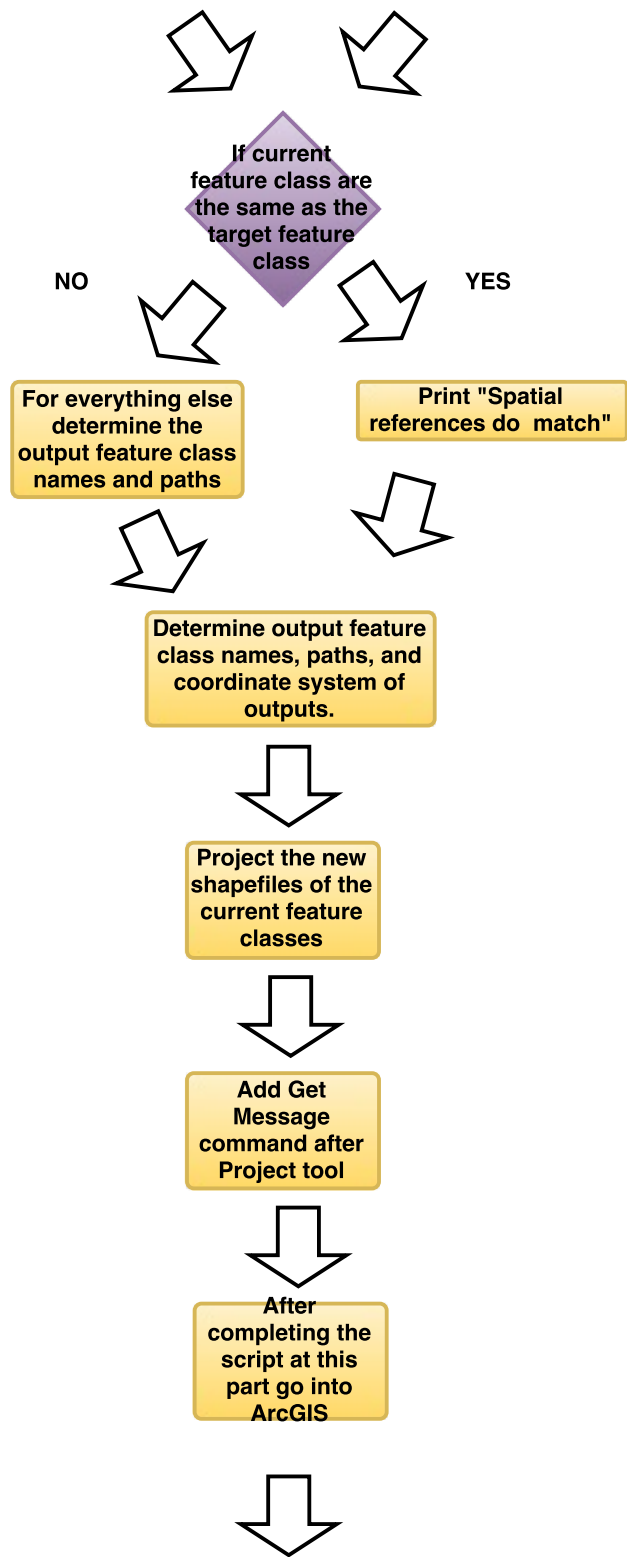 If current
feature class are
the same as the
target feature
class
NO
YES
For everything else
determine the
output feature class
names and paths
Print "Spatial
references do  match"
Determine output feature
class names, paths, and
coordinate system of
outputs.
Project the new
shapefiles of the
current feature
classes
Add Get
Message
command after
Project tool
After
completing the
script at this
part go into
ArcGIS